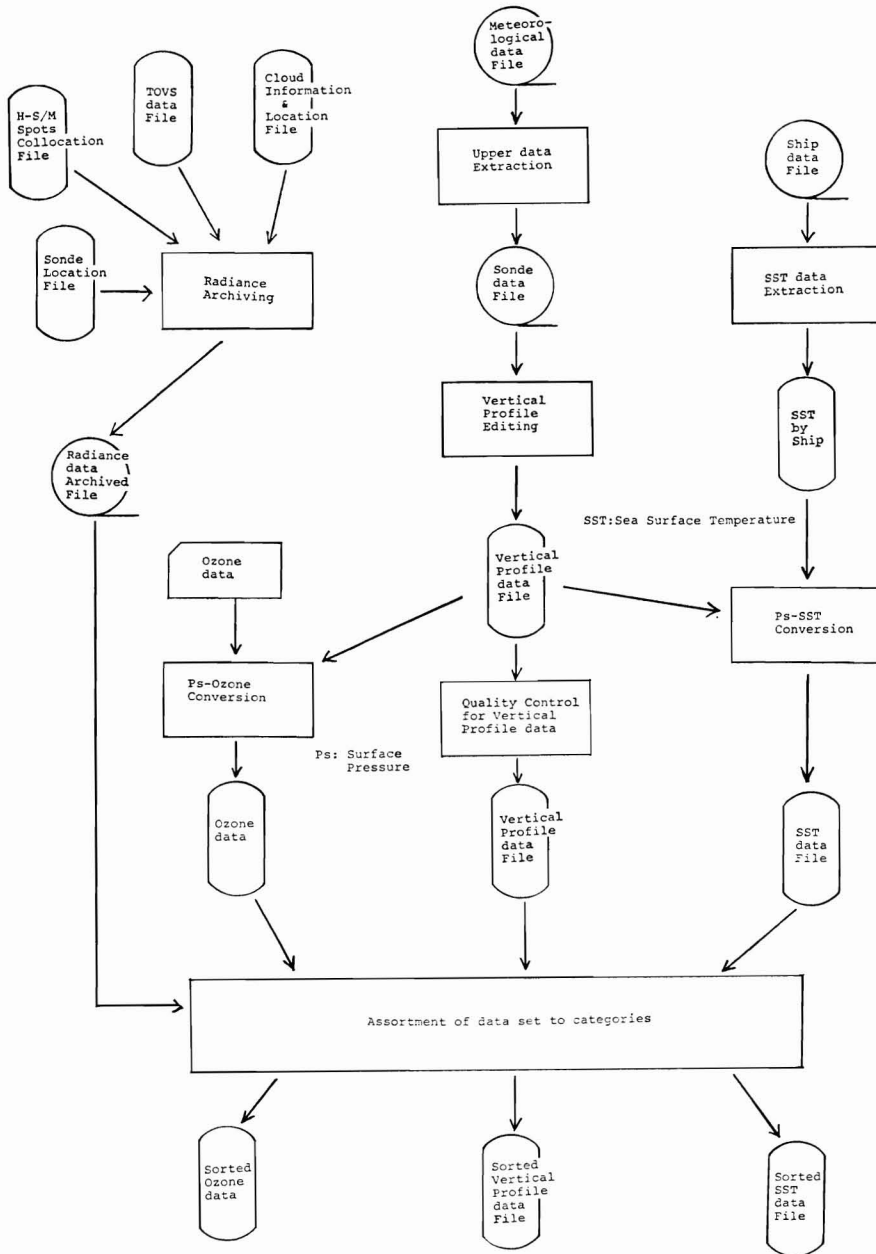 Meteoro-
logical
data
File
H-S/M
Spots
Collocation
File
TOVS
data
File
Cloud
Information
&
Location
File
Upper data
Extraction
Ship
data
File
Sonde
Location
File
Radiance
Archiving
Sonde
data
File
SST data
Extraction
Radiance
data
Archived
File
Vertical
Profile
Editing
SST
by
Ship
SST:Sea Surface Temperature
Ozone
data
Vertical
Profile
data
File
Ps-SST
Conversion
Ps-Ozone
Conversion
Quality Control
for Vertical
Profile data
Ps: Surface
Pressure
Ozone
data
Vertical
Profile
data
File
SST
data
File
Assortment of data set to categories
Sorted
Ozone
data
Sorted
Vertical
Profile
data
File
Sorted
SST
data
File